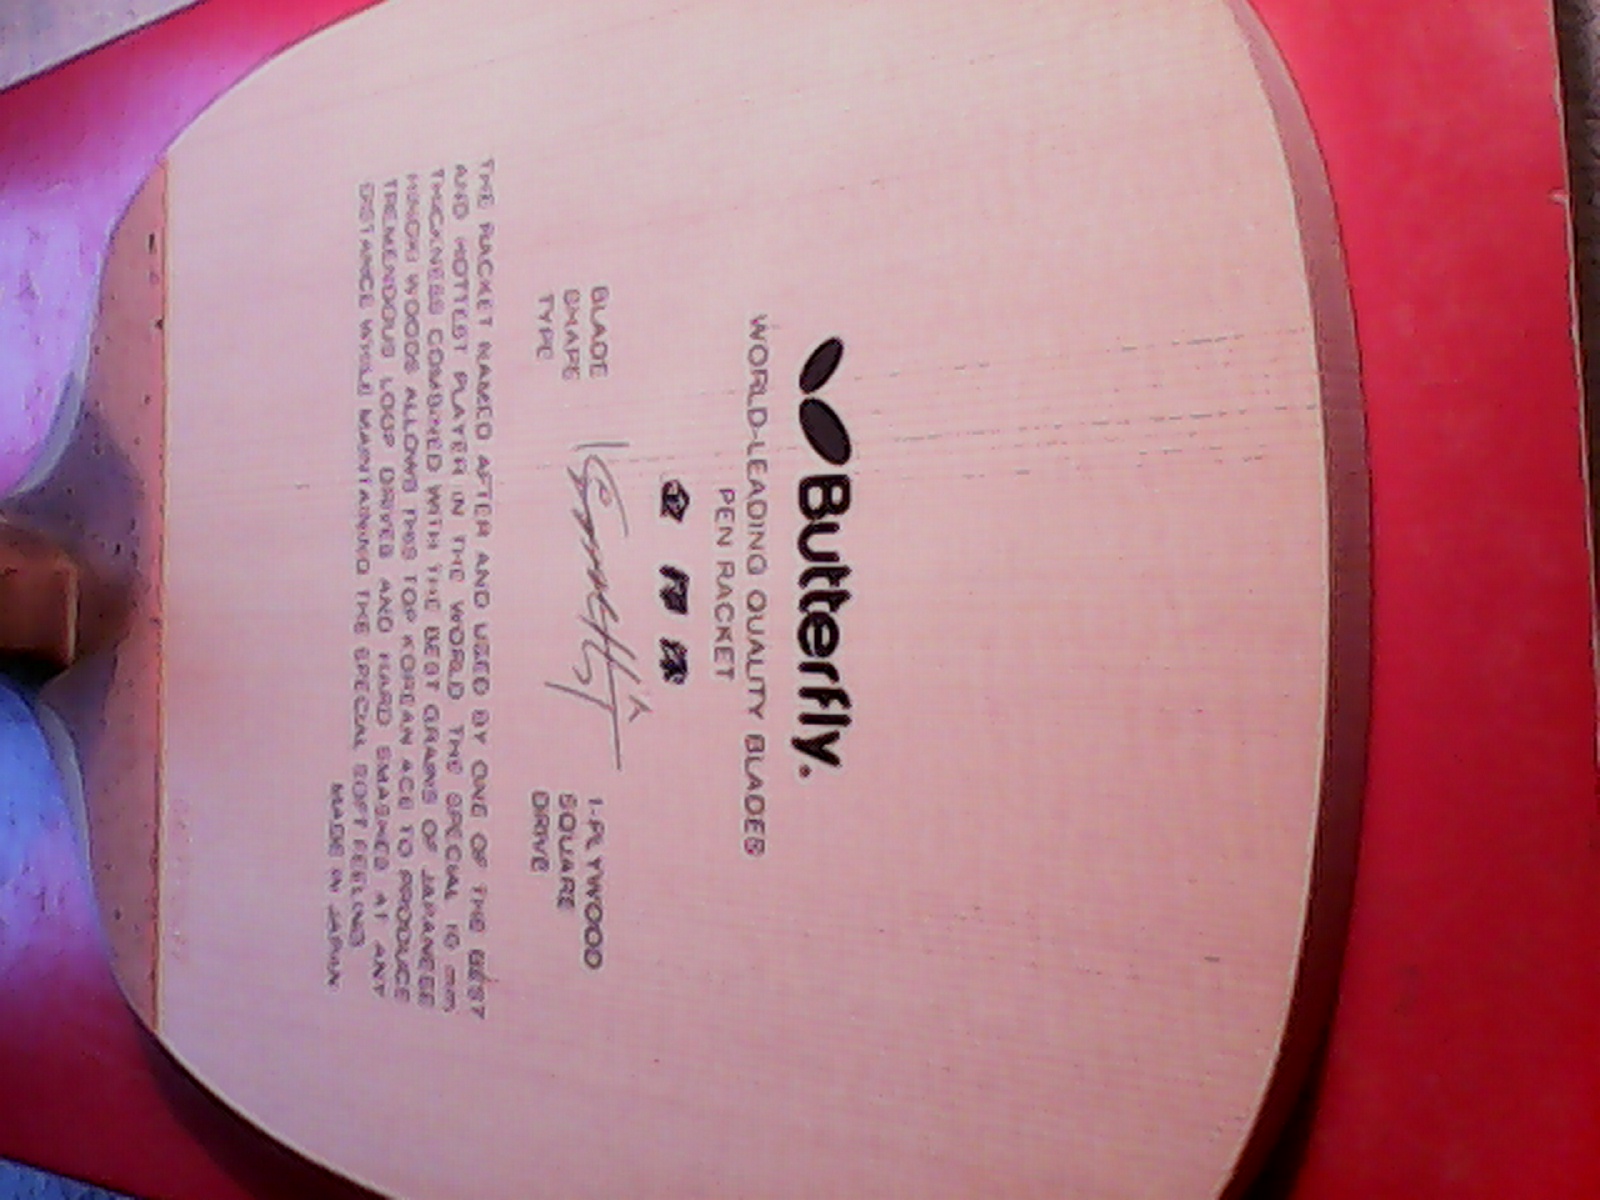 Butterfly.
WORLD-LEADING QUALITY BLADES
PEN RACKET
BLADE 1-PLYWOOD
SHAPE SQUARE
TYPE DRIVE
THE RACKET NAMED AFTER AND USED BY ONE OF THE BEST
AND HOTTEST PLAYER IN THE WORLD. THE SPECIAL 10 mm
THICKNESS COMBINED WITH THE BEST GRAINS OF JAPANESE
HINOKI WOODS ALLOWS THIS TOP KOREAN ACE TO PRODUCE
TREMENDOUS LOOP DRIVES AND HARD SMASHES AT ANY
DISTANCE WHILE MAINTAINING THE SPECIAL SOFT FEELING
MADE IN JAPAN